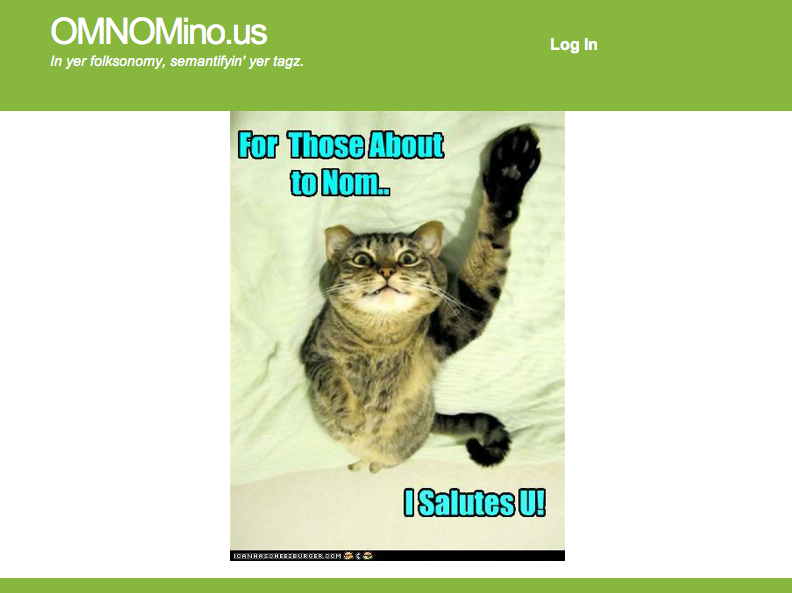 OMNOMino.us
In yer folksonomy, semantifyin' yer tagz.
Log In
For Those About
to Nom..
I Salutes U!
ICANHASCHEEZBURGER.COM